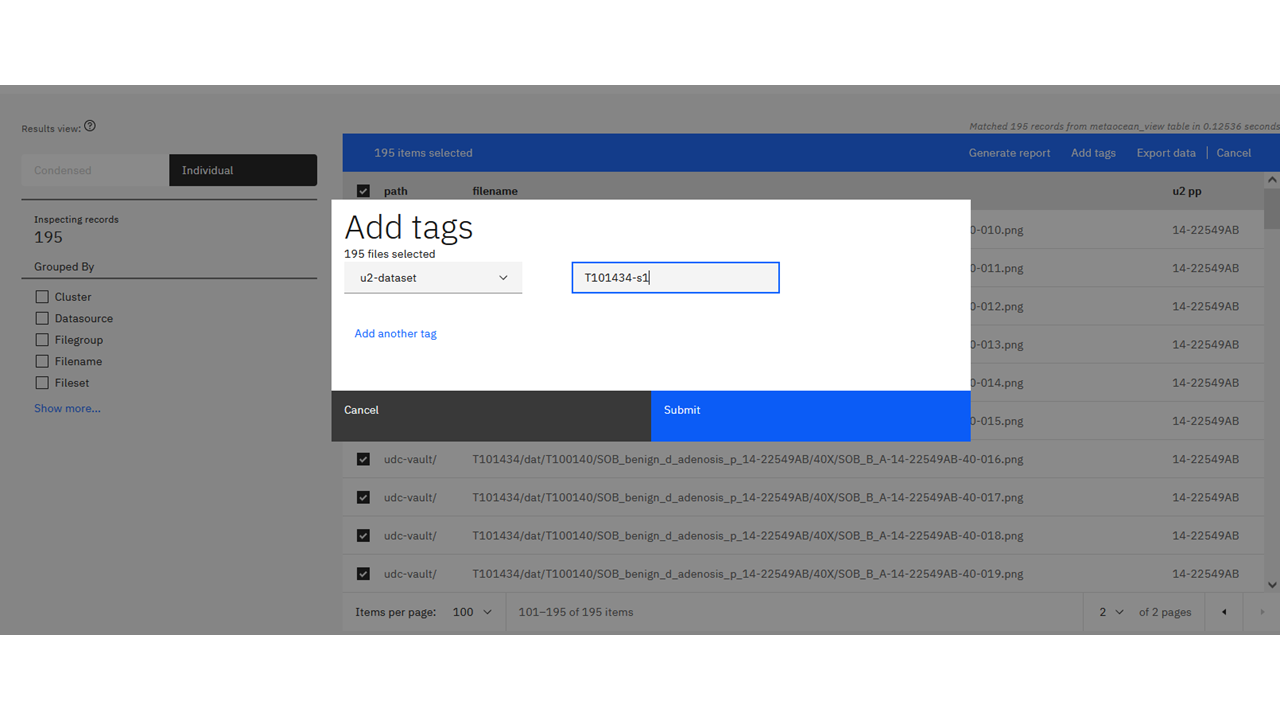 Results view:
Matched 195 records from metaocean_view table in 0.12536 seconds
Condensed Individual
195 items selected Generate report Add tags Export data Cancel
path filename u2 pp
Inspecting records
195
Grouped By
Cluster
Datasource
Filegroup
Filename
Fileset
Show more...
Add tags
195 files selected
u2-dataset T101434-s1
Add another tag
Cancel Submit
0-010.png 14-22549AB
0-011.png 14-22549AB
0-012.png 14-22549AB
0-013.png 14-22549AB
0-014.png 14-22549AB
0-015.png 14-22549AB
udc-vault/ T101434/dat/T100140/SOB_benign_d_adenosis_p_14-22549AB/40X/SOB_B_A-14-22549AB-40-016.png 14-22549AB
udc-vault/ T101434/dat/T100140/SOB_benign_d_adenosis_p_14-22549AB/40X/SOB_B_A-14-22549AB-40-017.png 14-22549AB
udc-vault/ T101434/dat/T100140/SOB_benign_d_adenosis_p_14-22549AB/40X/SOB_B_A-14-22549AB-40-018.png 14-22549AB
udc-vault/ T101434/dat/T100140/SOB_benign_d_adenosis_p_14-22549AB/40X/SOB_B_A-14-22549AB-40-019.png 14-22549AB
Items per page: 100 101–195 of 195 items 2 of 2 pages